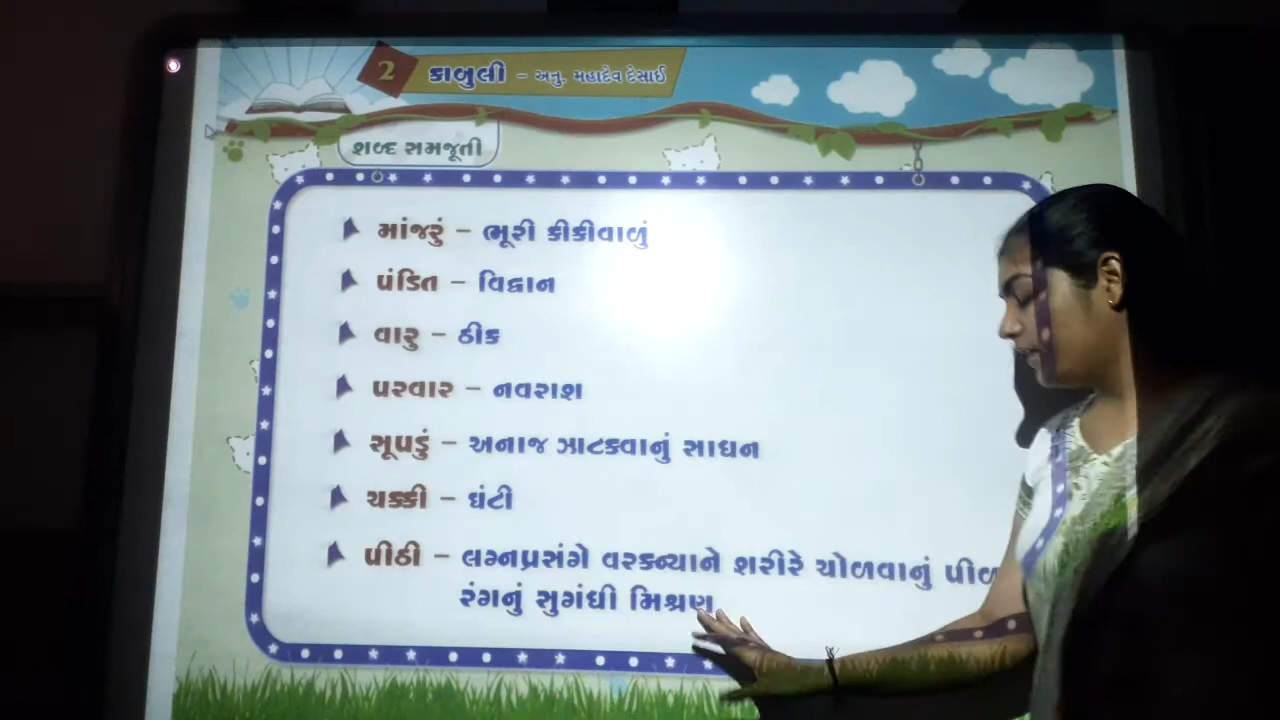 2 કાબુલી - અનુ. મહાદેવ દેસાઈ
શબ્દ સમજૂતી
માંજરું - ભૂરી કીકીવાળું
પંડિત - વિદ્વાન
વારુ - ઠીક
પરવાર - નવરાશ
સૂપડું - અનાજ ઝાટકવાનું સાધન
ચક્કી - ઘંટી
પીઠી - લગ્નપ્રસંગે વરકન્યાને શરીરે ચોળવાનું
રંગનું સુગંધી મિશ્રણ